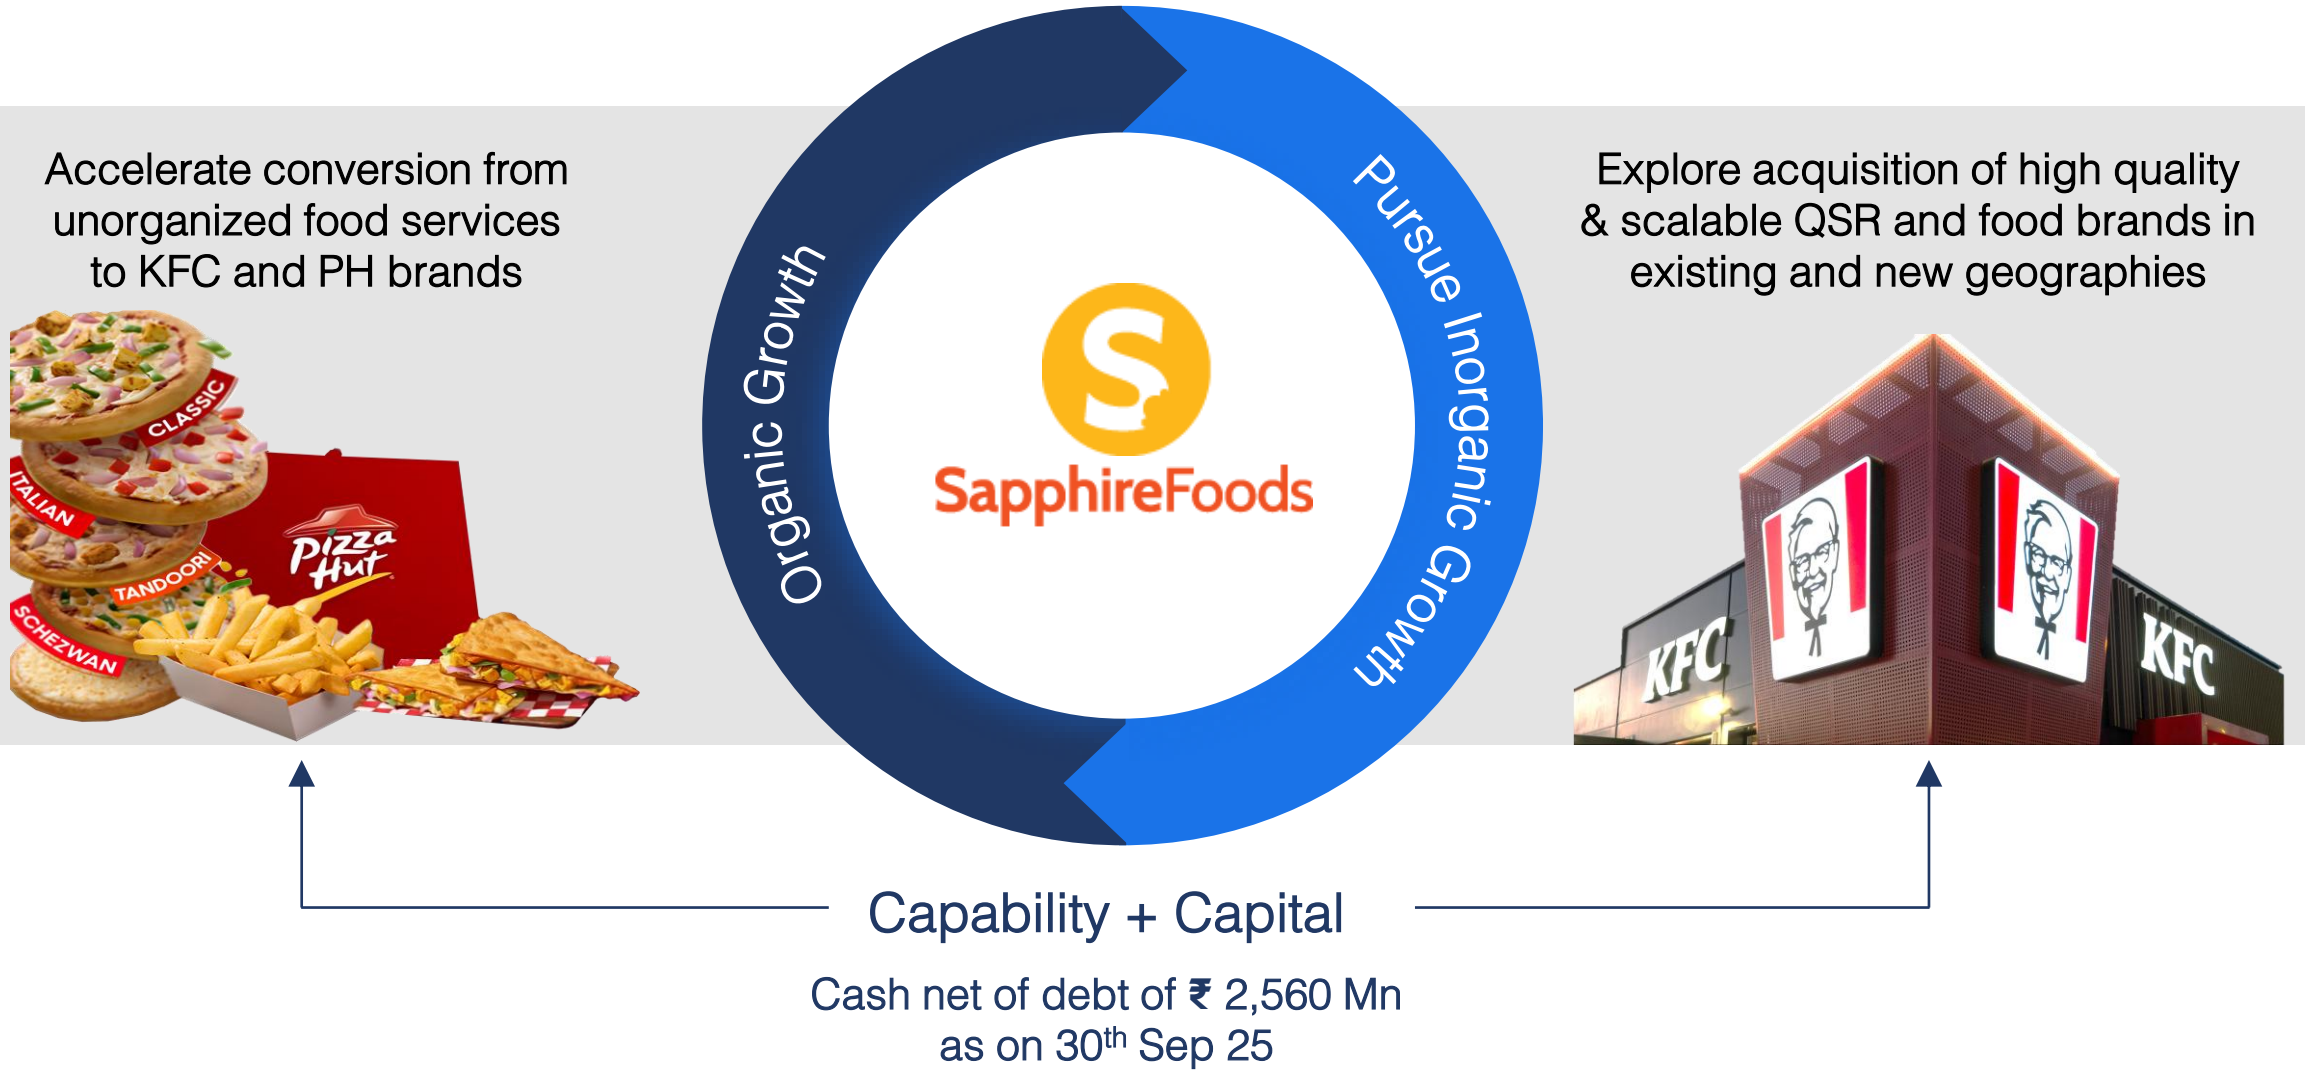 Accelerate conversion from
unorganized food services
to KFC and PH brands
CLASSIC
ITALIAN
TANDOORI
SCHEZWAN
Pizza
Hut
Organic Growth
Pursue Inorganic Growth
SapphireFoods
Explore acquisition of high quality
& scalable QSR and food brands in
existing and new geographies
KFC
KFC
Capability + Capital
Cash net of debt of ₹ 2,560 Mn
as on 30th Sep 25